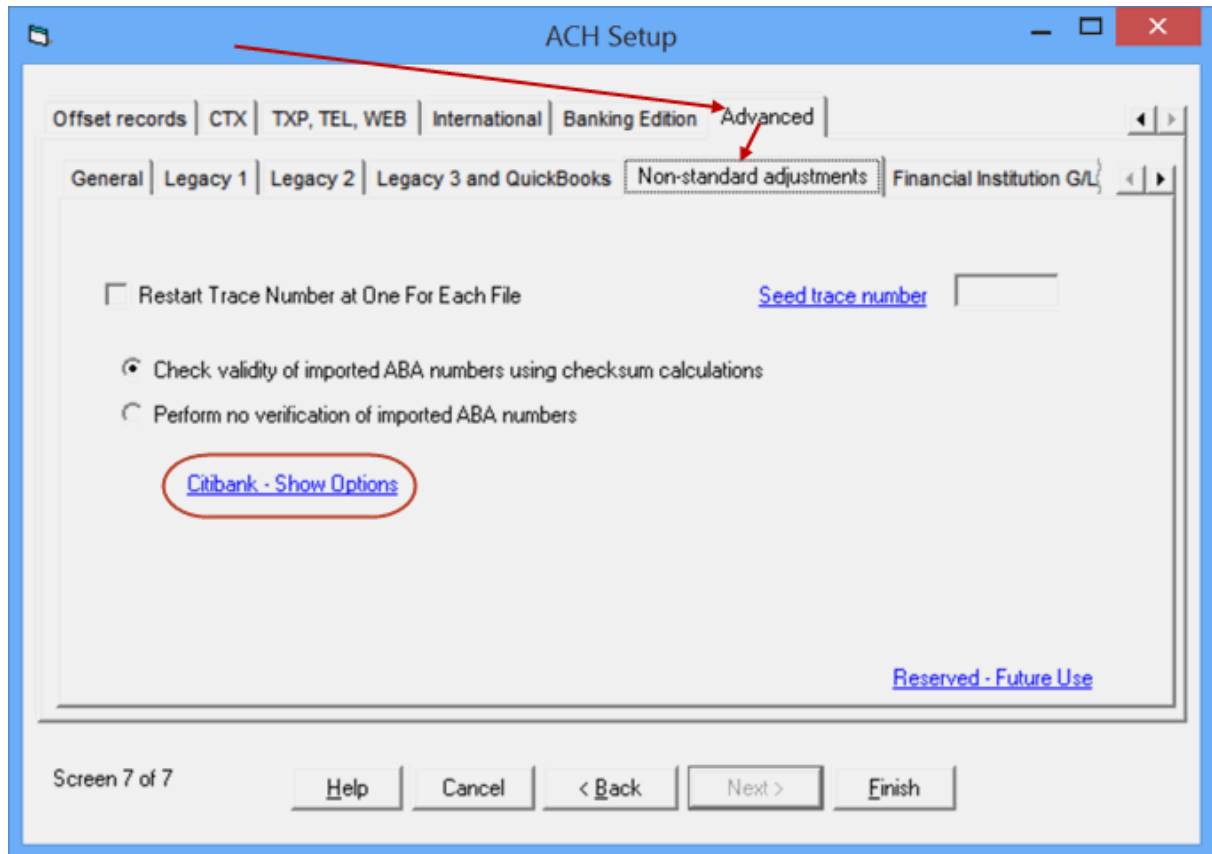 ACH Setup
Offset records CTX TXP, TEL, WEB International Banking Edition Advanced
General Legacy 1 Legacy 2 Legacy 3 and QuickBooks Non-standard adjustments Financial Institution G/L
Restart Trace Number at One For Each File Seed trace number
Check validity of imported ABA numbers using checksum calculations
Perform no verification of imported ABA numbers
Citibank - Show Options
Reserved - Future Use
Screen 7 of 7 Help Cancel < Back Next > Finish